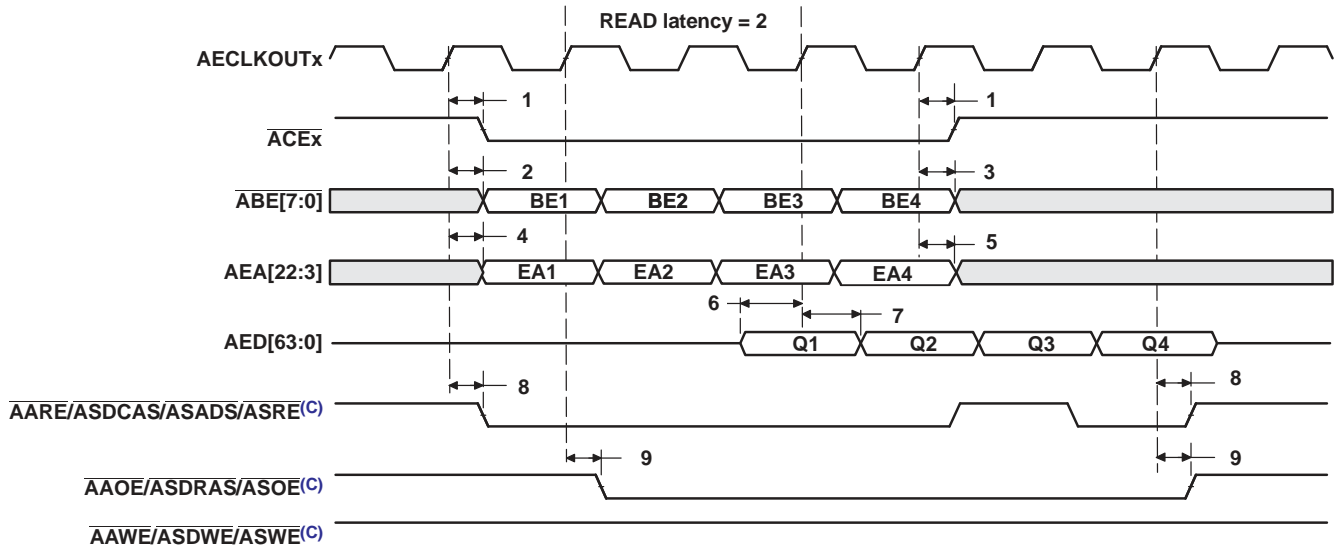 READ latency = 2
AECLKOUTx
1 1
ACEx
2 3
ABE[7:0] BE1 BE2 BE3 BE4
4 5
AEA[22:3] EA1 EA2 EA3 EA4
6 7
AED[63:0] Q1 Q2 Q3 Q4
8 8
AARE/ASDCAS/ASADS/ASRE(C)
9 9
AAOE/ASDRAS/ASOE(C)
AAWE/ASDWE/ASWE(C)